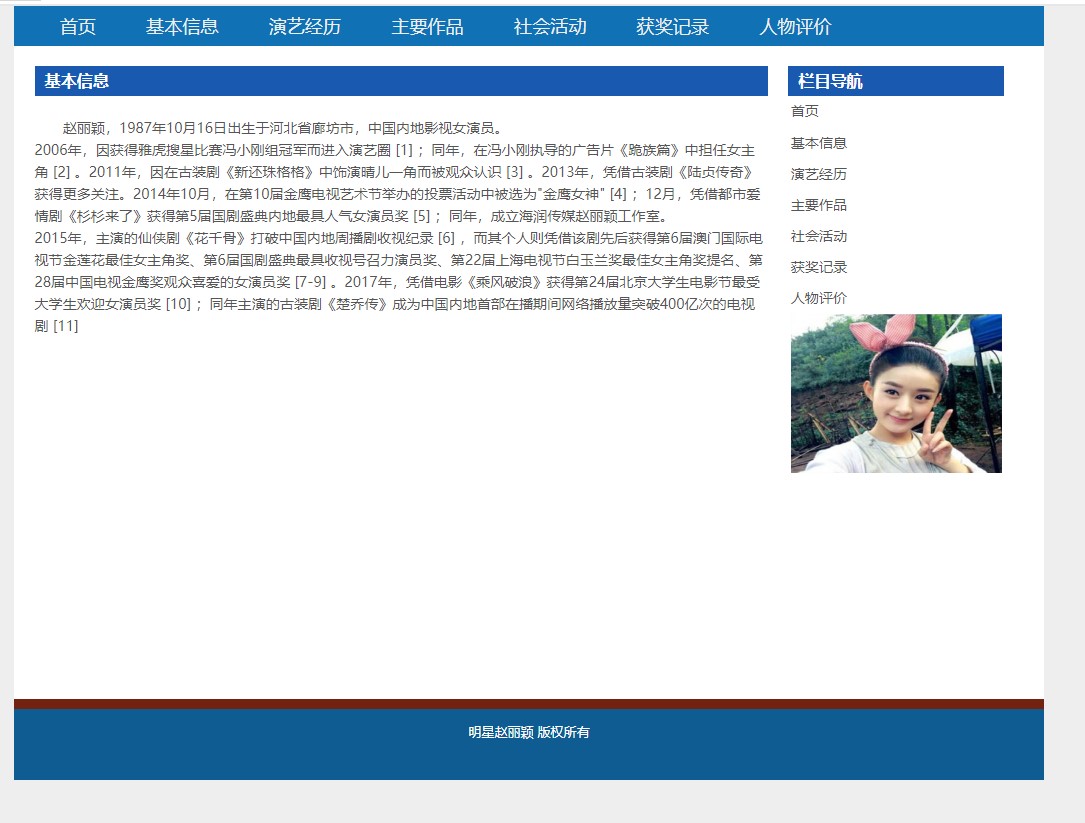 首页 基本信息 演艺经历 主要作品 社会活动 获奖记录 人物评价
基本信息
赵丽颖，1987年10月16日出生于河北省廊坊市，中国内地影视女演员。
2006年，因获得雅虎搜星比赛冯小刚组冠军而进入演艺圈 [1] ；同年，在冯小刚执导的广告片《跪族篇》中担任女主
角 [2] 。2011年，因在古装剧《新还珠格格》中饰演晴儿一角而被观众认识 [3] 。2013年，凭借古装剧《陆贞传奇》
获得更多关注。2014年10月，在第10届金鹰电视艺术节举办的投票活动中被选为"金鹰女神" [4] ；12月，凭借都市爱
情剧《杉杉来了》获得第5届国剧盛典内地最具人气女演员奖 [5] ；同年，成立海润传媒赵丽颖工作室。
2015年，主演的仙侠剧《花千骨》打破中国内地周播剧收视纪录 [6] ，而其个人则凭借该剧先后获得第6届澳门国际电
视节金莲花最佳女主角奖、第6届国剧盛典最具收视号召力演员奖、第22届上海电视节白玉兰奖最佳女主角奖提名、第
28届中国电视金鹰奖观众喜爱的女演员奖 [7-9] 。2017年，凭借电影《乘风破浪》获得第24届北京大学生电影节最受
大学生欢迎女演员奖 [10] ；同年主演的古装剧《楚乔传》成为中国内地首部在播期间网络播放量突破400亿次的电视
剧 [11]
栏目导航
首页
基本信息
演艺经历
主要作品
社会活动
获奖记录
人物评价
明星赵丽颖 版权所有